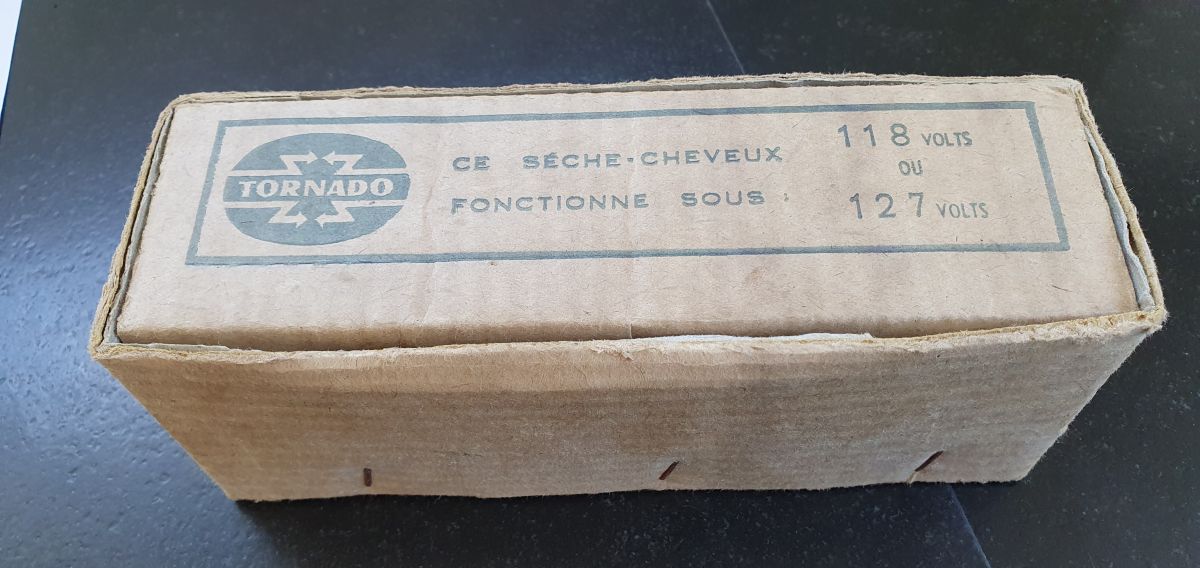 TORNADO
CE SÉCHE-CHEVEUX
FONCTIONNE SOUS :
118 VOLTS
OU
127 VOLTS